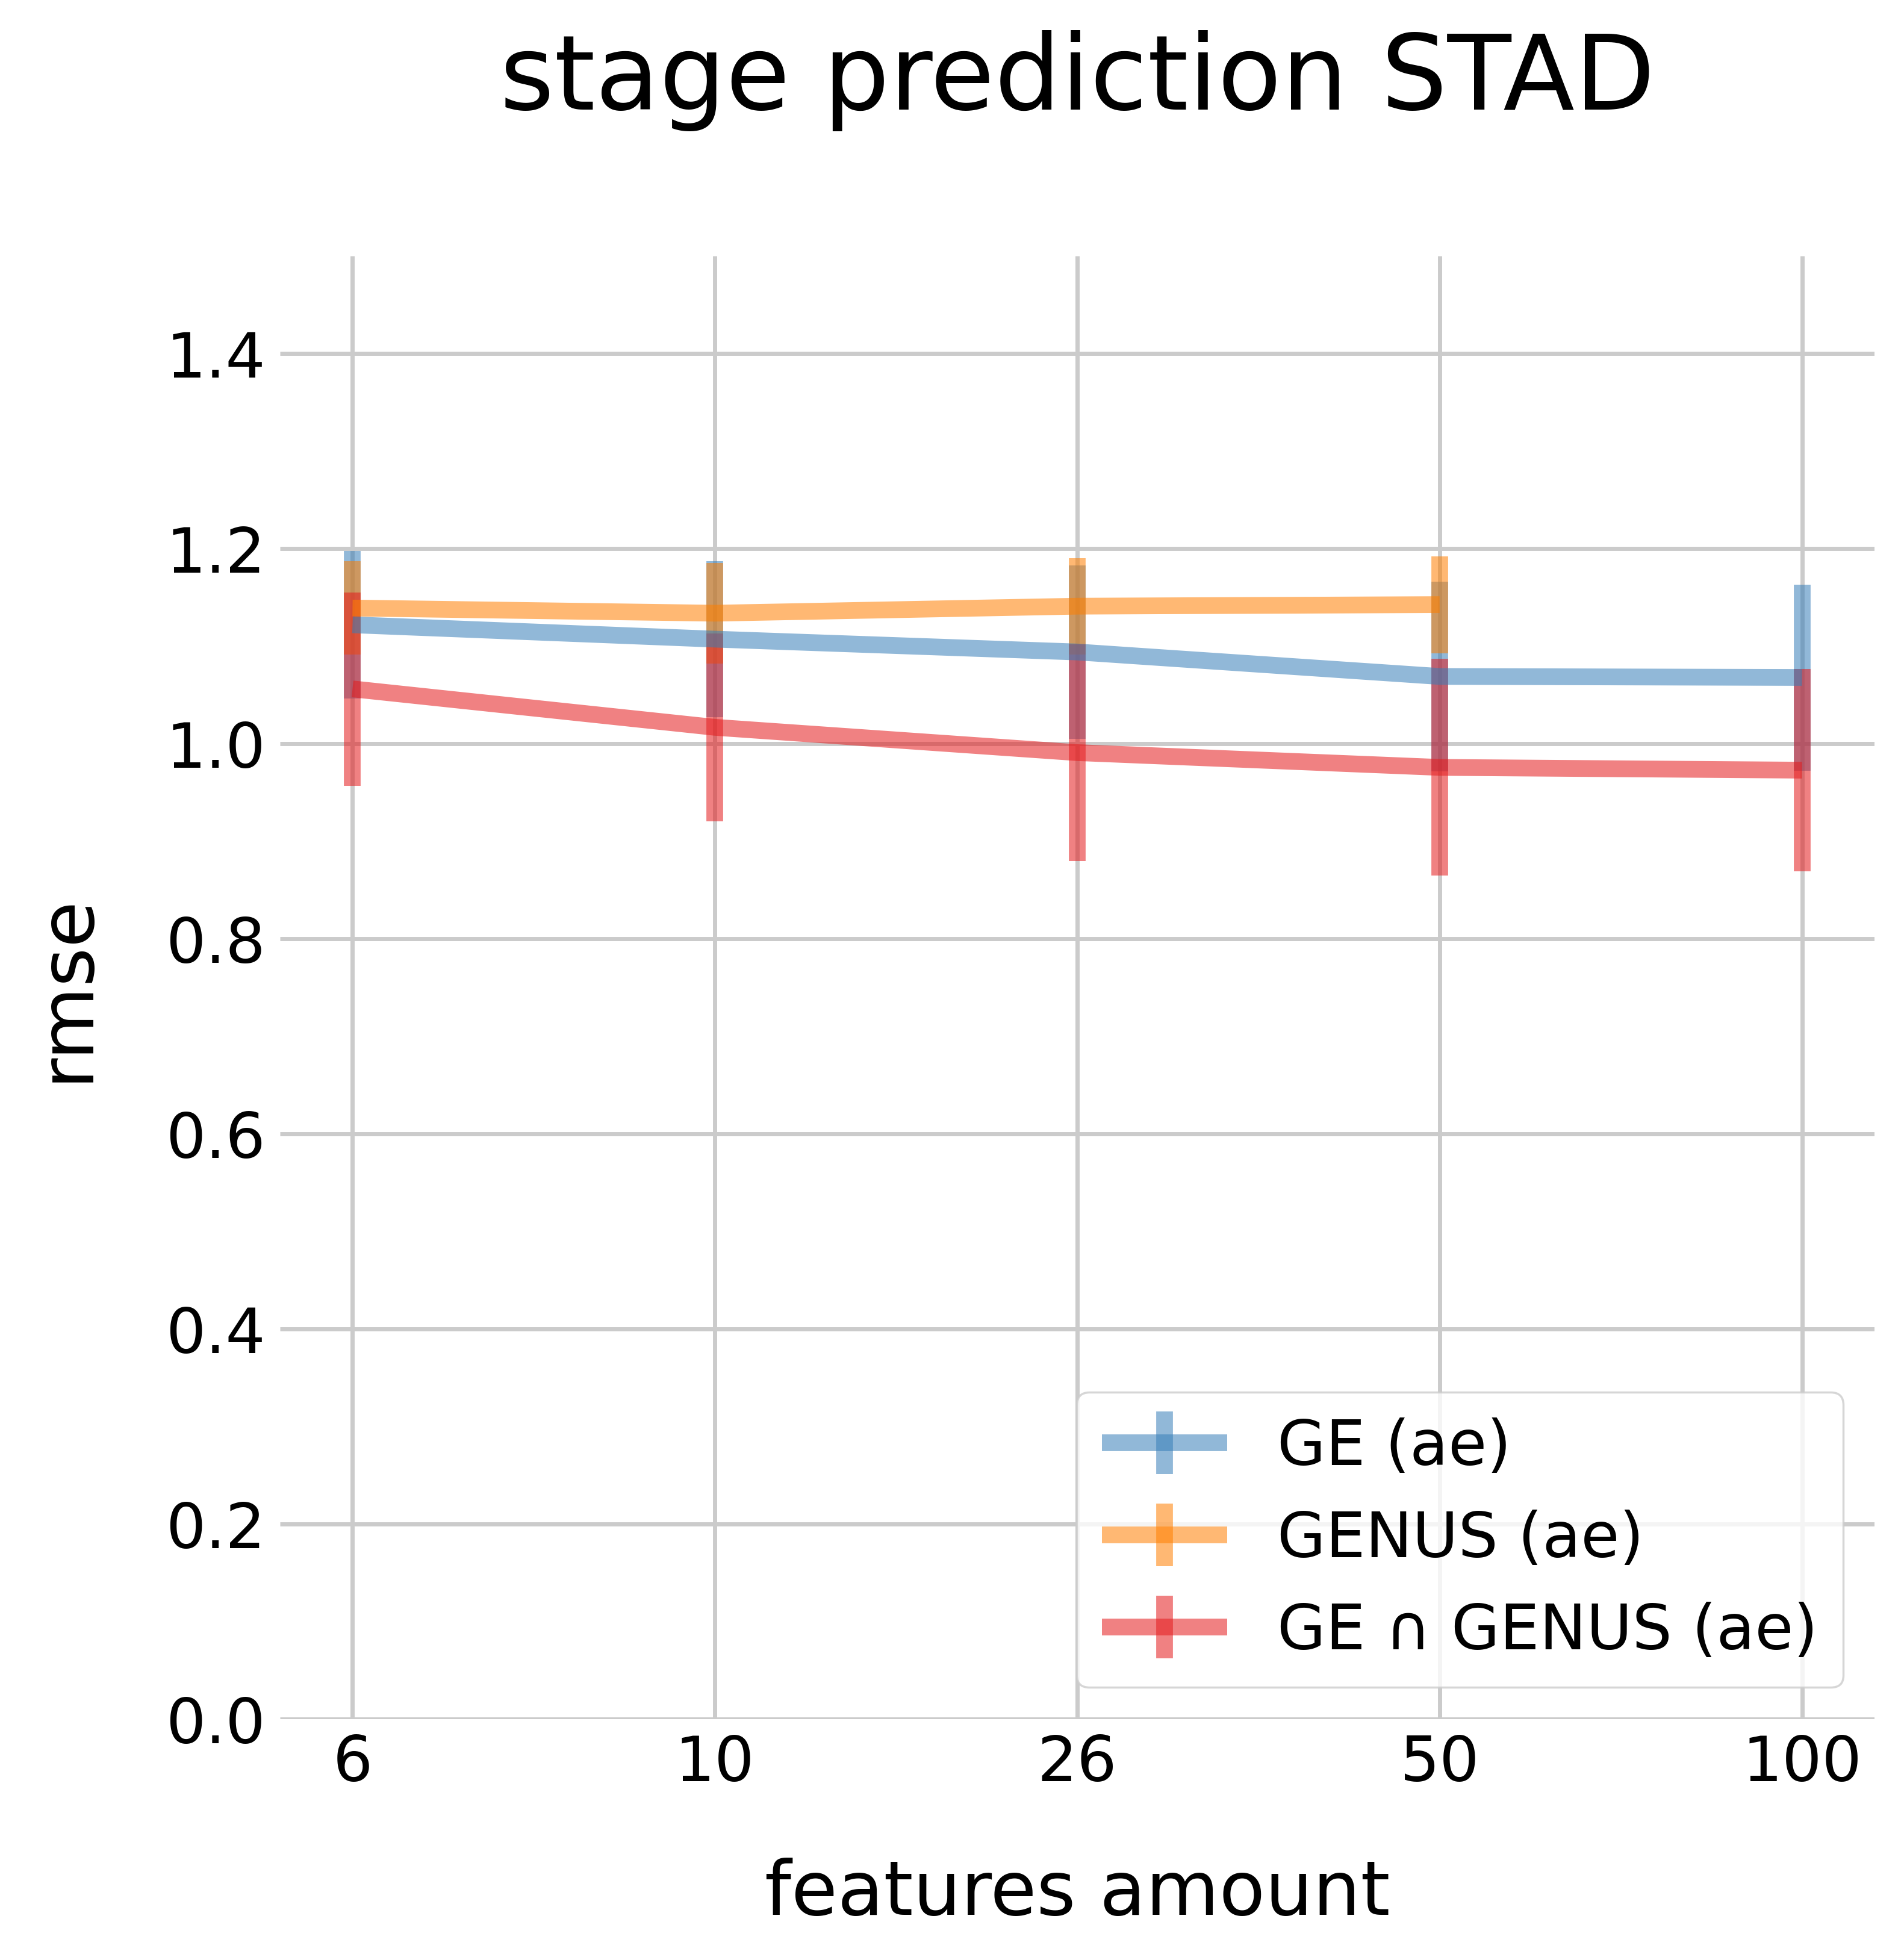 stage prediction STAD
1.4
1.2
1.0
0.8
0.6
0.4
0.2
0.0
rmse
6 10 26 50 100
features amount
GE (ae)
GENUS (ae)
GE ∩ GENUS (ae)